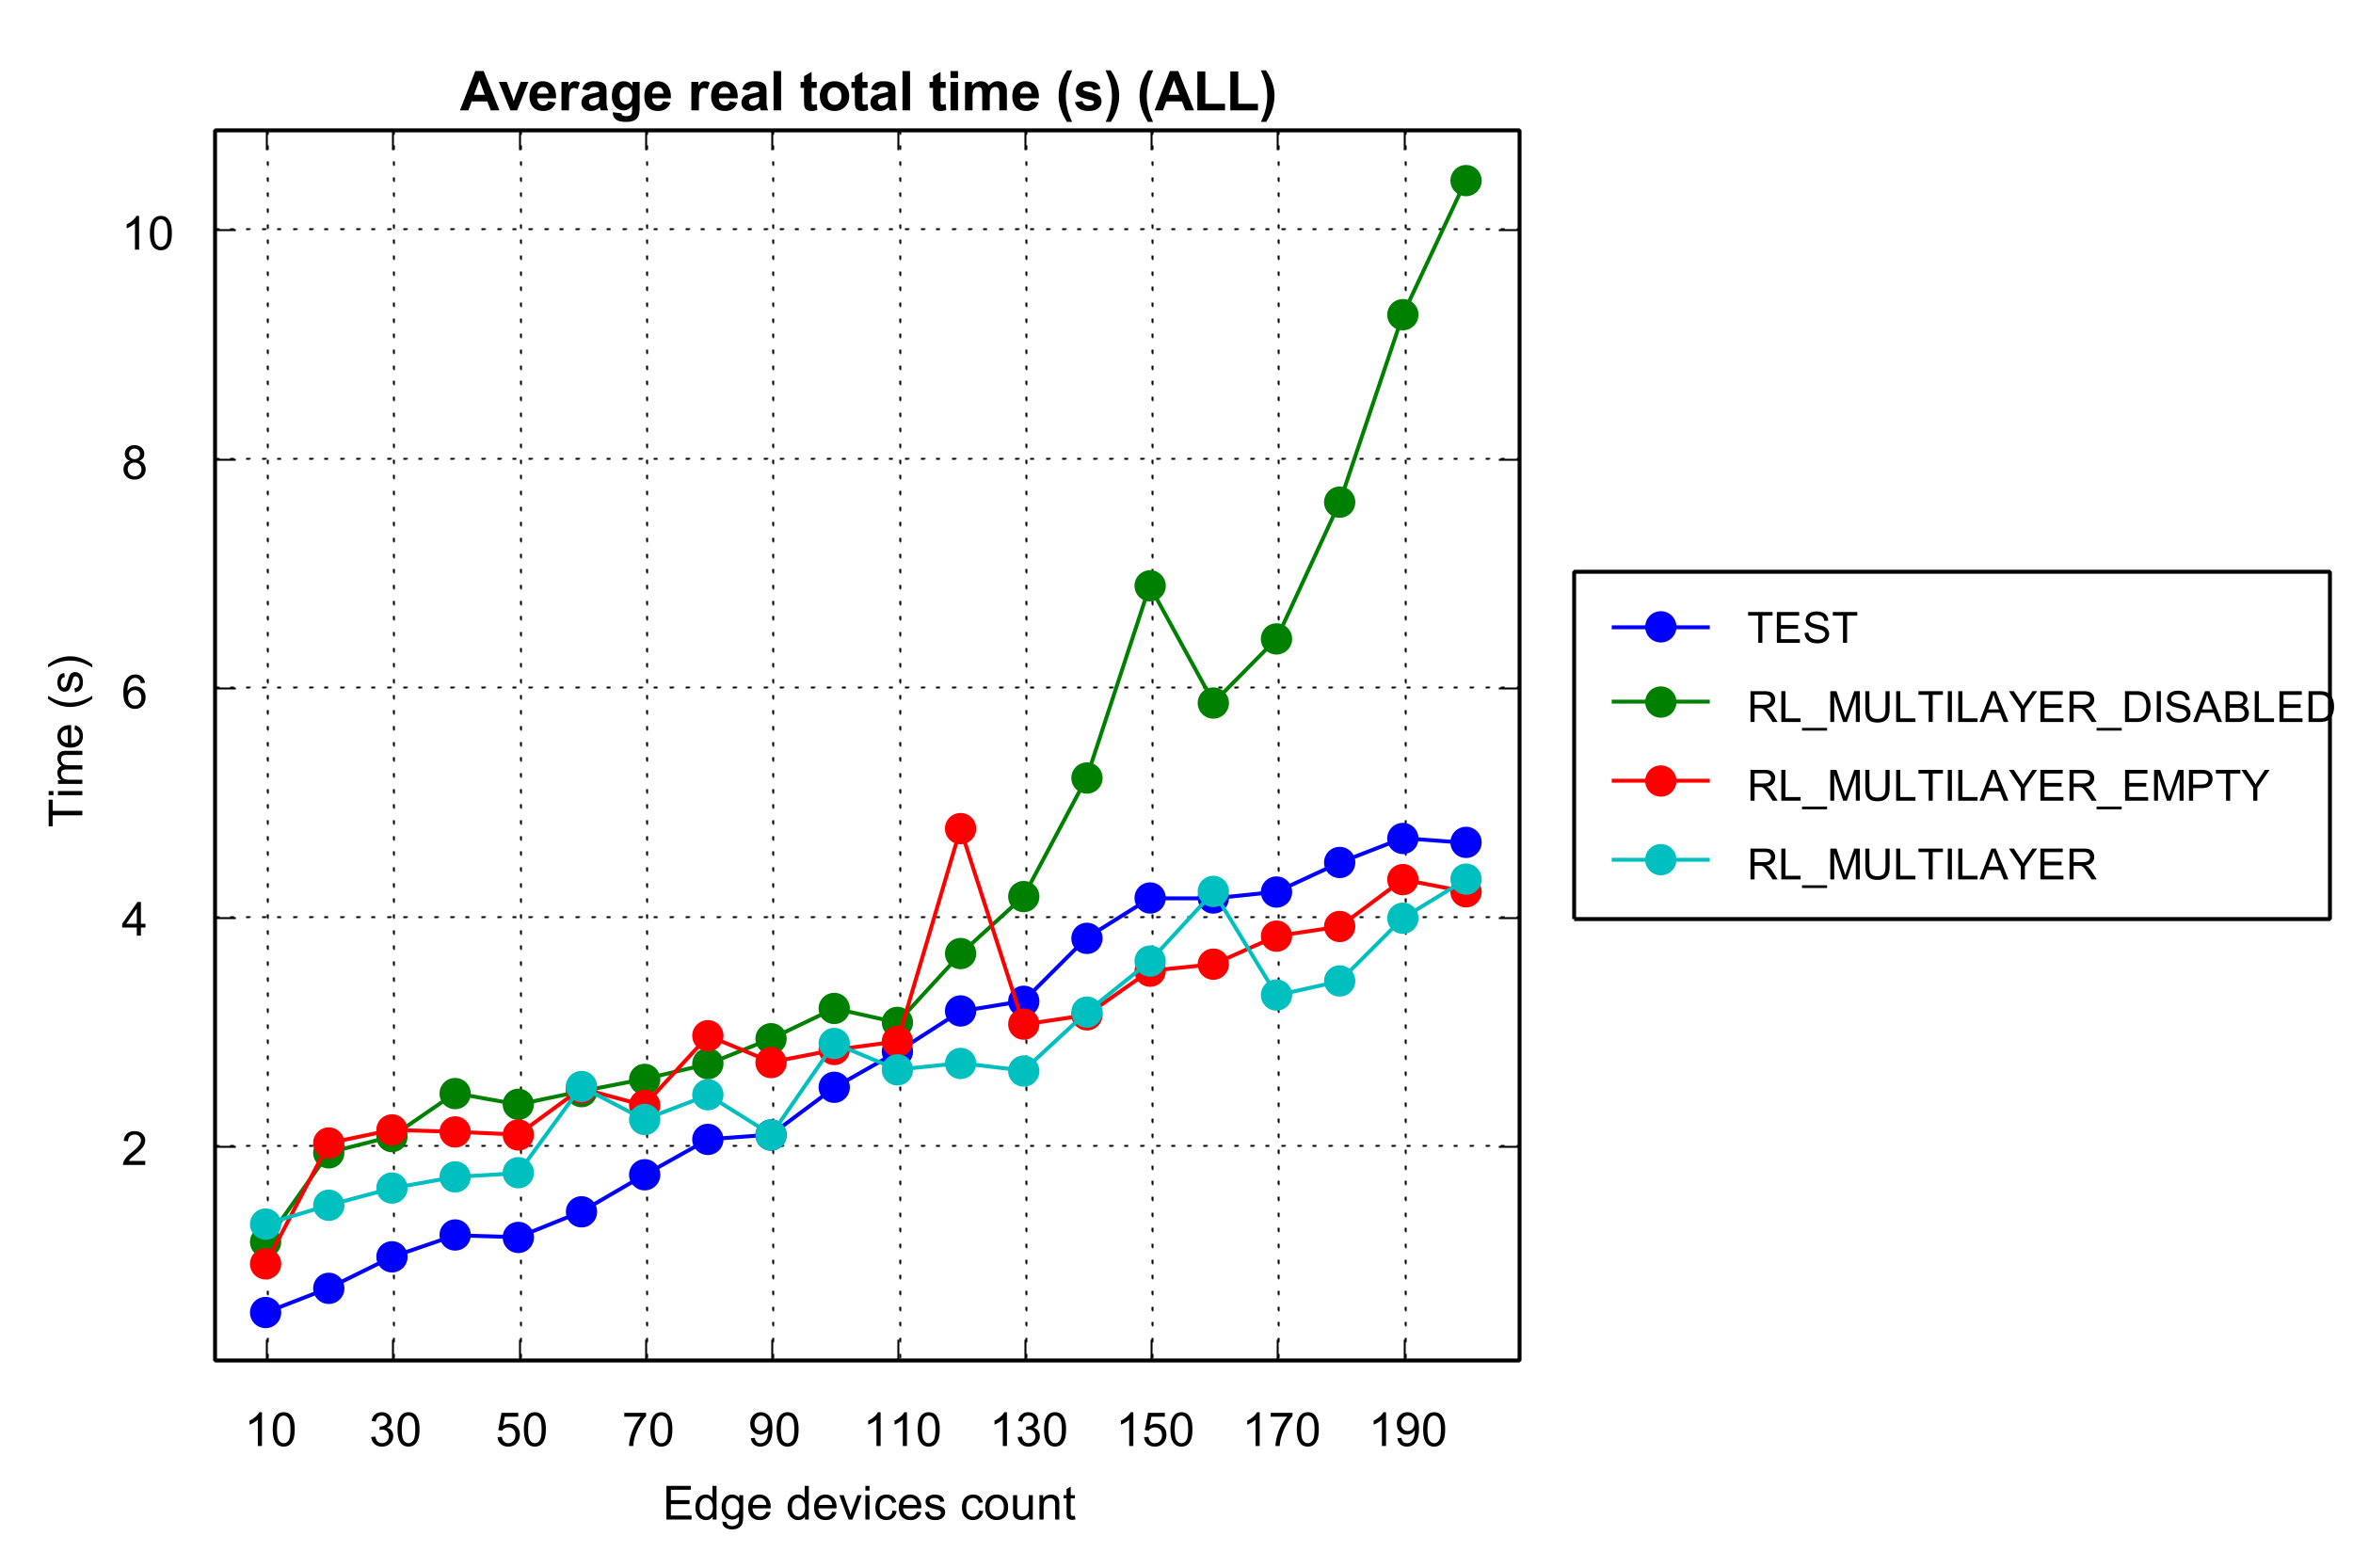 Average real total time (s) (ALL)
10
8
6
4
2
Time (s)
10 30 50 70 90 110 130 150 170 190
Edge devices count
TEST
RL_MULTILAYER_DISABLED
RL_MULTILAYER_EMPTY
RL_MULTILAYER